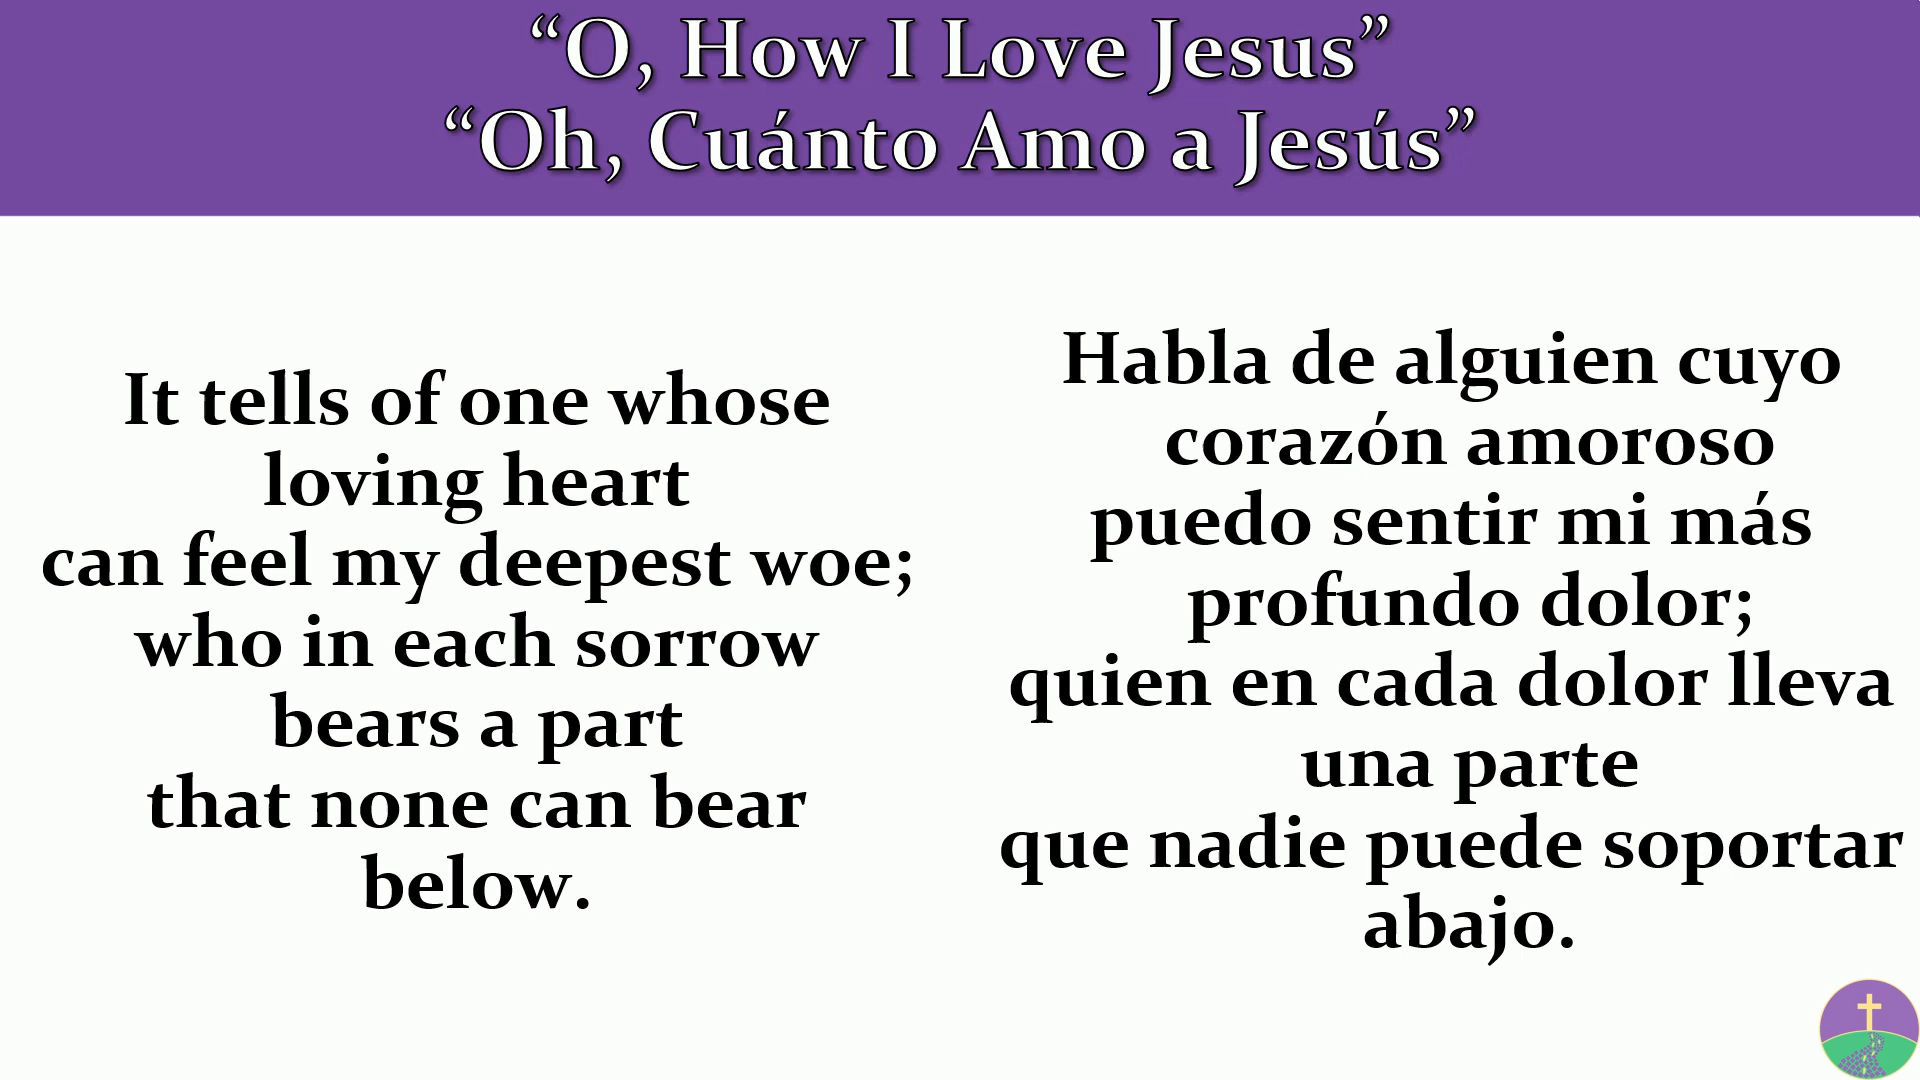 “O, How I Love Jesus”
“Oh, Cuánto Amo a Jesús”
It tells of one whose
loving heart
can feel my deepest woe;
who in each sorrow
bears a part
that none can bear
below.
Habla de alguien cuyo
corazón amoroso
puedo sentir mi más
profundo dolor;
quien en cada dolor lleva
una parte
que nadie puede soportar
abajo.